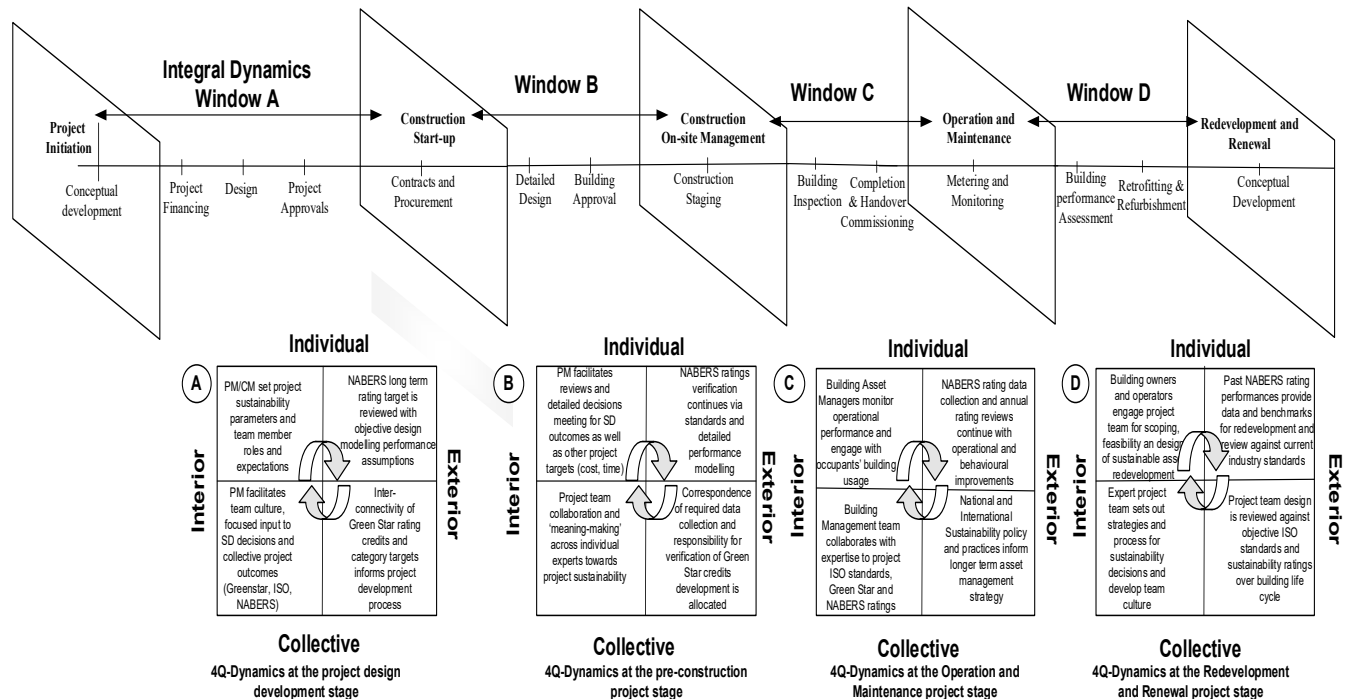 Integral Dynamics
Window A
Window B
Window C
Window D
Project
Initiation
Construction
Start-up
Construction
On-site Management
Operation and
Maintenance
Redevelopment and
Renewal
Conceptual
development
Project
Financing
Design
Project
Approvals
Contracts and
Procurement
Detailed
Design
Building
Approval
Construction
Staging
Building
Inspection
Completion
& Handover
Commissioning
Metering and
Monitoring
Building
performance
Assessment
Retrofitting &
Refurbishment
Conceptual
Development
Individual
A
Interior
Exterior
PM/CM set project
sustainability
parameters and
team member
roles and
expectations
NABERS long term
rating target is
reviewed with
objective design
modelling performance
assumptions
PM facilitates
team culture,
focused input to
SD decisions and
collective project
outcomes
(Greenstar, ISO,
NABERS)
Inter-
connectivity of
Green Star rating
credits and
category targets
informs project
development
process
Collective
4Q-Dynamics at the project design
development stage
Individual
B
Interior
Exterior
PM facilitates
reviews and
detailed decisions
meeting for SD
outcomes as well
as other project
targets (cost, time)
NABERS ratings
verification
continues via
standards and
detailed
performance
modelling
Project team
collaboration and
‘meaning-making’
across individual
experts towards
project sustainability
Correspondence
of required data
collection and
responsibility for
verification of Green
Star credits
development is
allocated
Collective
4Q-Dynamics at the pre-construction
project stage
Individual
C
Interior
Exterior
Building Asset
Managers monitor
operational
performance and
engage with
occupants’ building
usage
NABERS rating data
collection and annual
rating reviews
continue with
operational and
behavioural
improvements
Building
Management team
collaborates with
expertise to project
ISO standards,
Green Star and
NABERS ratings
National and
International
Sustainability policy
and practices inform
longer term asset
management
strategy
Collective
4Q-Dynamics at the Operation and
Maintenance project stage
Individual
D
Interior
Exterior
Building owners
and operators
engage project
team for scoping,
feasibility an design
of sustainable asse
redevelopment
Past NABERS rating
performances provide
data and benchmarks
for redevelopment and
review against current
industry standards
Expert project
team sets out
strategies and
process for
sustainability
decisions and
develop team
culture
Project team design
is reviewed against
objective ISO
standards and
sustainability ratings
over building life
cycle
Collective
4Q-Dynamics at the Redevelopment
and Renewal project stage